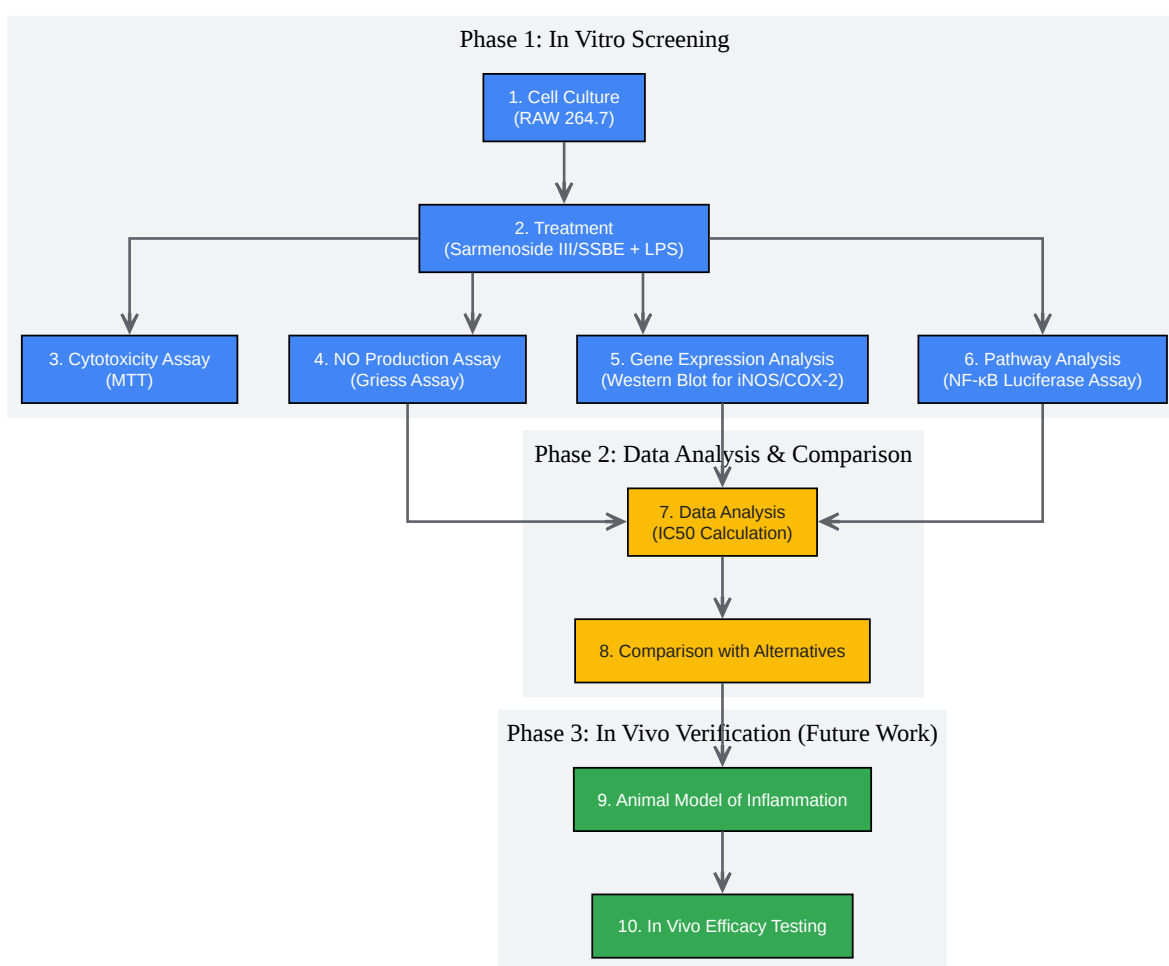 Phase 1: In Vitro Screening
1. Cell Culture
(RAW 264.7)
2. Treatment
(Sarmenoside III/SSBE + LPS)
3. Cytotoxicity Assay
(MTT)
4. NO Production Assay
(Griess Assay)
5. Gene Expression Analysis
(Western Blot for iNOS/COX-2)
6. Pathway Analysis
(NF-κB Luciferase Assay)
Phase 2: Data Analysis & Comparison
7. Data Analysis
(IC50 Calculation)
8. Comparison with Alternatives
Phase 3: In Vivo Verification (Future Work)
9. Animal Model of Inflammation
10. In Vivo Efficacy Testing